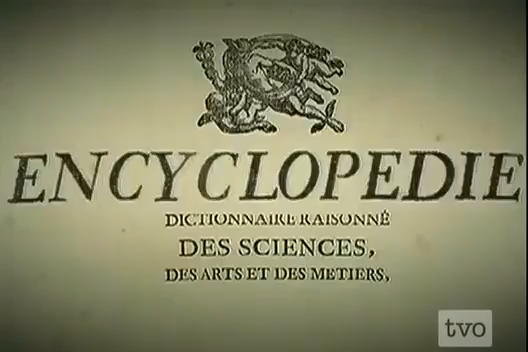 ENCYCLOPEDIE
DICTIONNAIRE RAISONNÉ
DES SCIENCES,
DES ARTS ET DES METIERS,
tvo